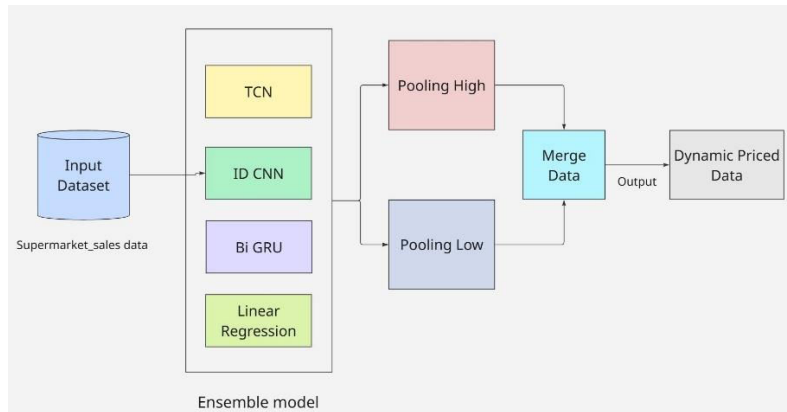 Input
Dataset
Supermarket_sales data
TCN
ID CNN
Bi GRU
Linear
Regression
Ensemble model
Pooling High
Pooling Low
Merge
Data
Output
Dynamic Priced
Data